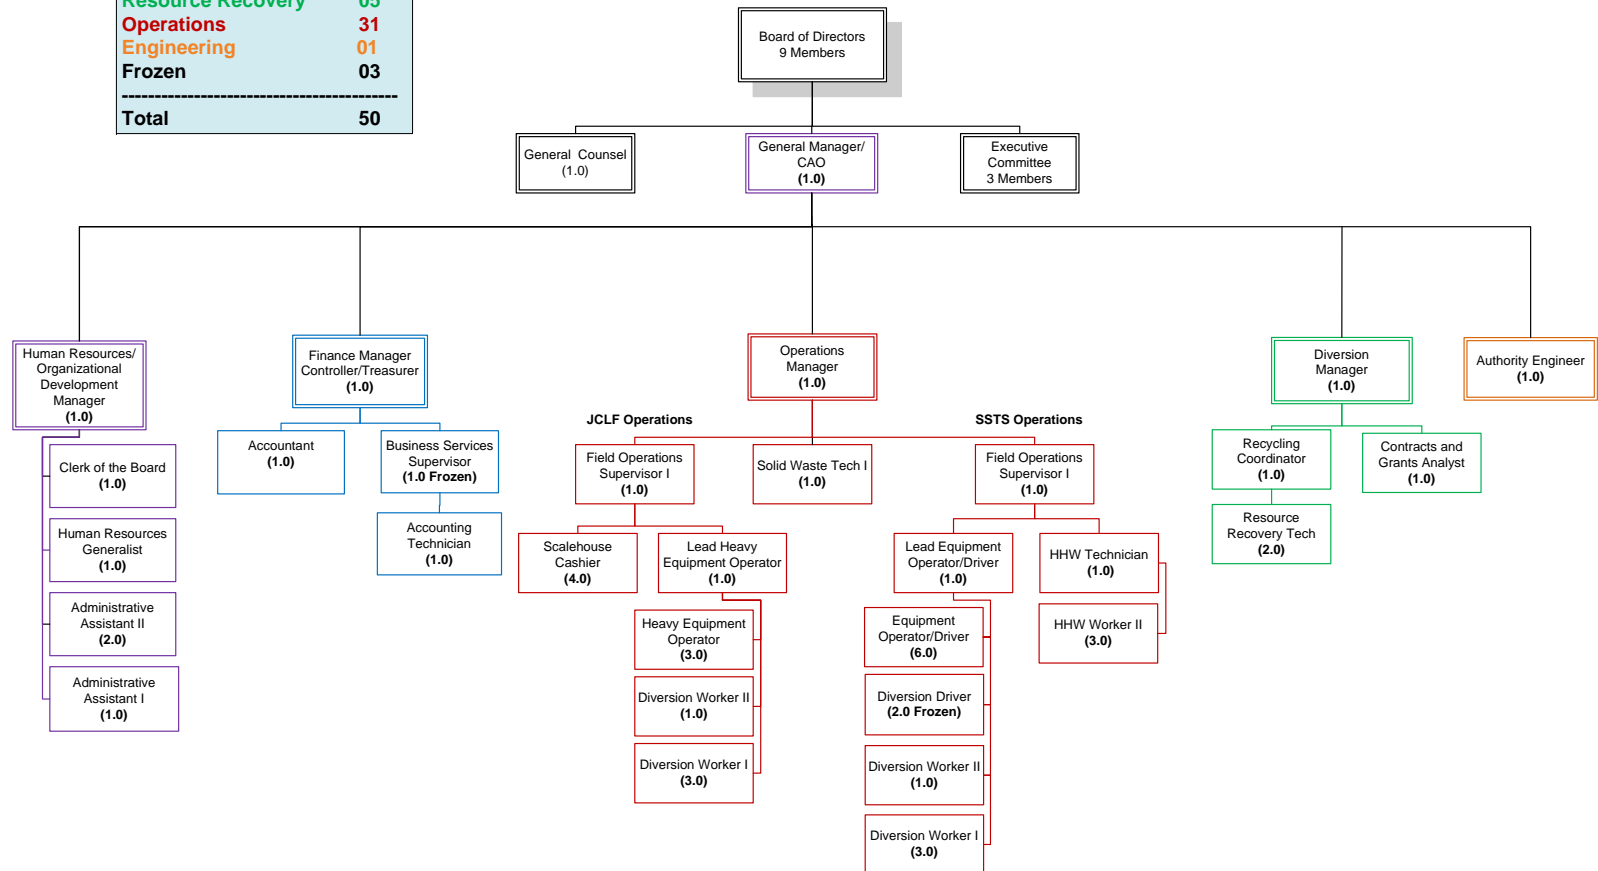 Resource Recovery 05
Operations 31
Engineering 01
Frozen 03
------------------------------------------
Total 50
Board of Directors
9 Members
General Counsel
(1.0)
General Manager/
CAO
(1.0)
Executive
Committee
3 Members
Human Resources/
Organizational
Development
Manager
(1.0)
Finance Manager
Controller/Treasurer
(1.0)
Operations
Manager
(1.0)
Diversion
Manager
(1.0)
Authority Engineer
(1.0)
JCLF Operations
SSTS Operations
Clerk of the Board
(1.0)
Human Resources
Generalist
(1.0)
Administrative
Assistant II
(2.0)
Administrative
Assistant I
(1.0)
Accountant
(1.0)
Business Services
Supervisor
(1.0 Frozen)
Accounting
Technician
(1.0)
Field Operations
Supervisor I
(1.0)
Solid Waste Tech I
(1.0)
Field Operations
Supervisor I
(1.0)
Scalehouse
Cashier
(4.0)
Lead Heavy
Equipment Operator
(1.0)
Heavy Equipment
Operator
(3.0)
Diversion Worker II
(1.0)
Diversion Worker I
(3.0)
Lead Equipment
Operator/Driver
(1.0)
Equipment
Operator/Driver
(6.0)
Diversion Driver
(2.0 Frozen)
Diversion Worker II
(1.0)
Diversion Worker I
(3.0)
HHW Technician
(1.0)
HHW Worker II
(3.0)
Recycling
Coordinator
(1.0)
Resource
Recovery Tech
(2.0)
Contracts and
Grants Analyst
(1.0)